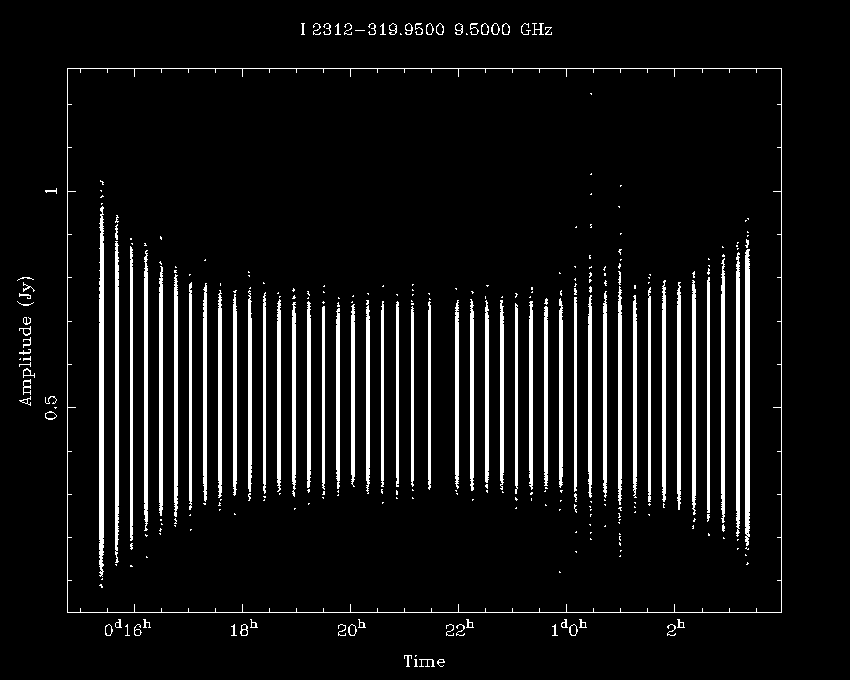 I 2312−319.9500 9.5000 GHz
1
0.5
Amplitude (Jy)
0ᵈ16ʰ 18ʰ 20ʰ 22ʰ 1ᵈ0ʰ 2ʰ
Time